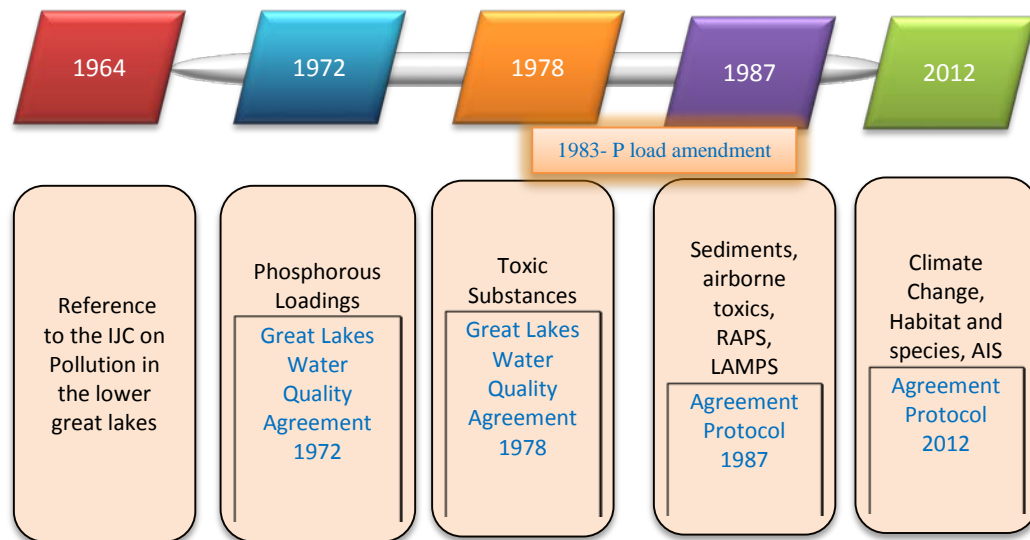 1964
1972
1978
1987
2012
1983- P load amendment
Reference
to the IJC on
Pollution in
the lower
great lakes
Phosphorous
Loadings
Great Lakes
Water
Quality
Agreement
1972
Toxic
Substances
Great Lakes
Water
Quality
Agreement
1978
Sediments,
airborne
toxics,
RAPS,
LAMPS
Agreement
Protocol
1987
Climate
Change,
Habitat and
species, AIS
Agreement
Protocol
2012